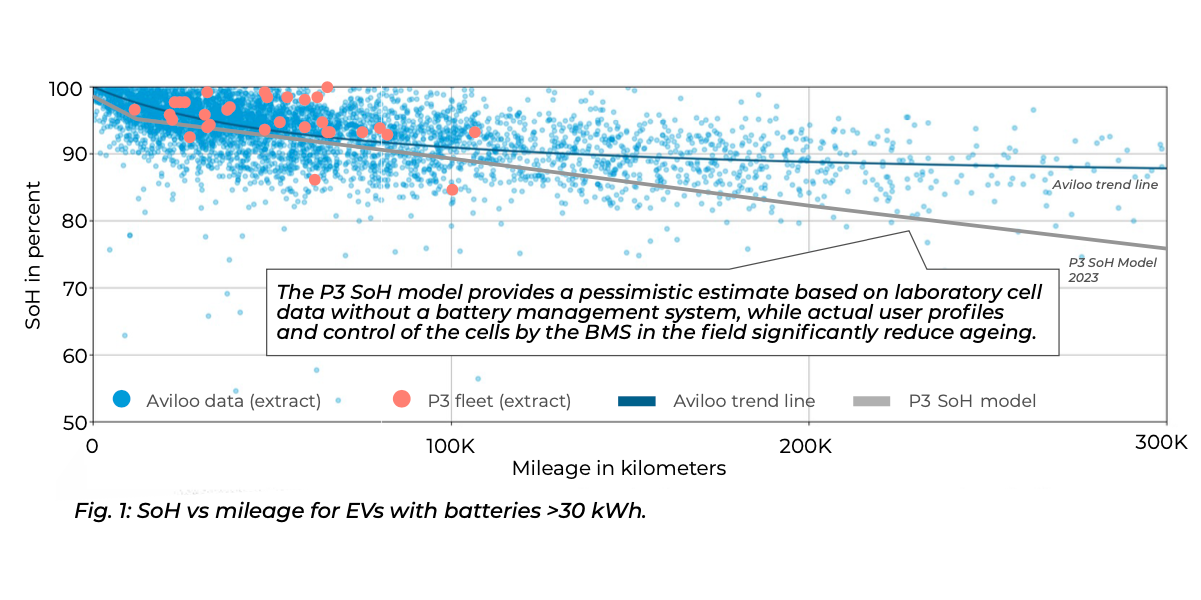 100
90
80
70
60
50
SoH in percent
Aviloo trend line
P3 SoH Model
2023
The P3 SoH model provides a pessimistic estimate based on laboratory cell
data without a battery management system, while actual user profiles
and control of the cells by the BMS in the field significantly reduce ageing.
Aviloo data (extract) P3 fleet (extract) Aviloo trend line P3 SoH model
0 100K 200K 300K
Mileage in kilometers
Fig. 1: SoH vs mileage for EVs with batteries >30 kWh.